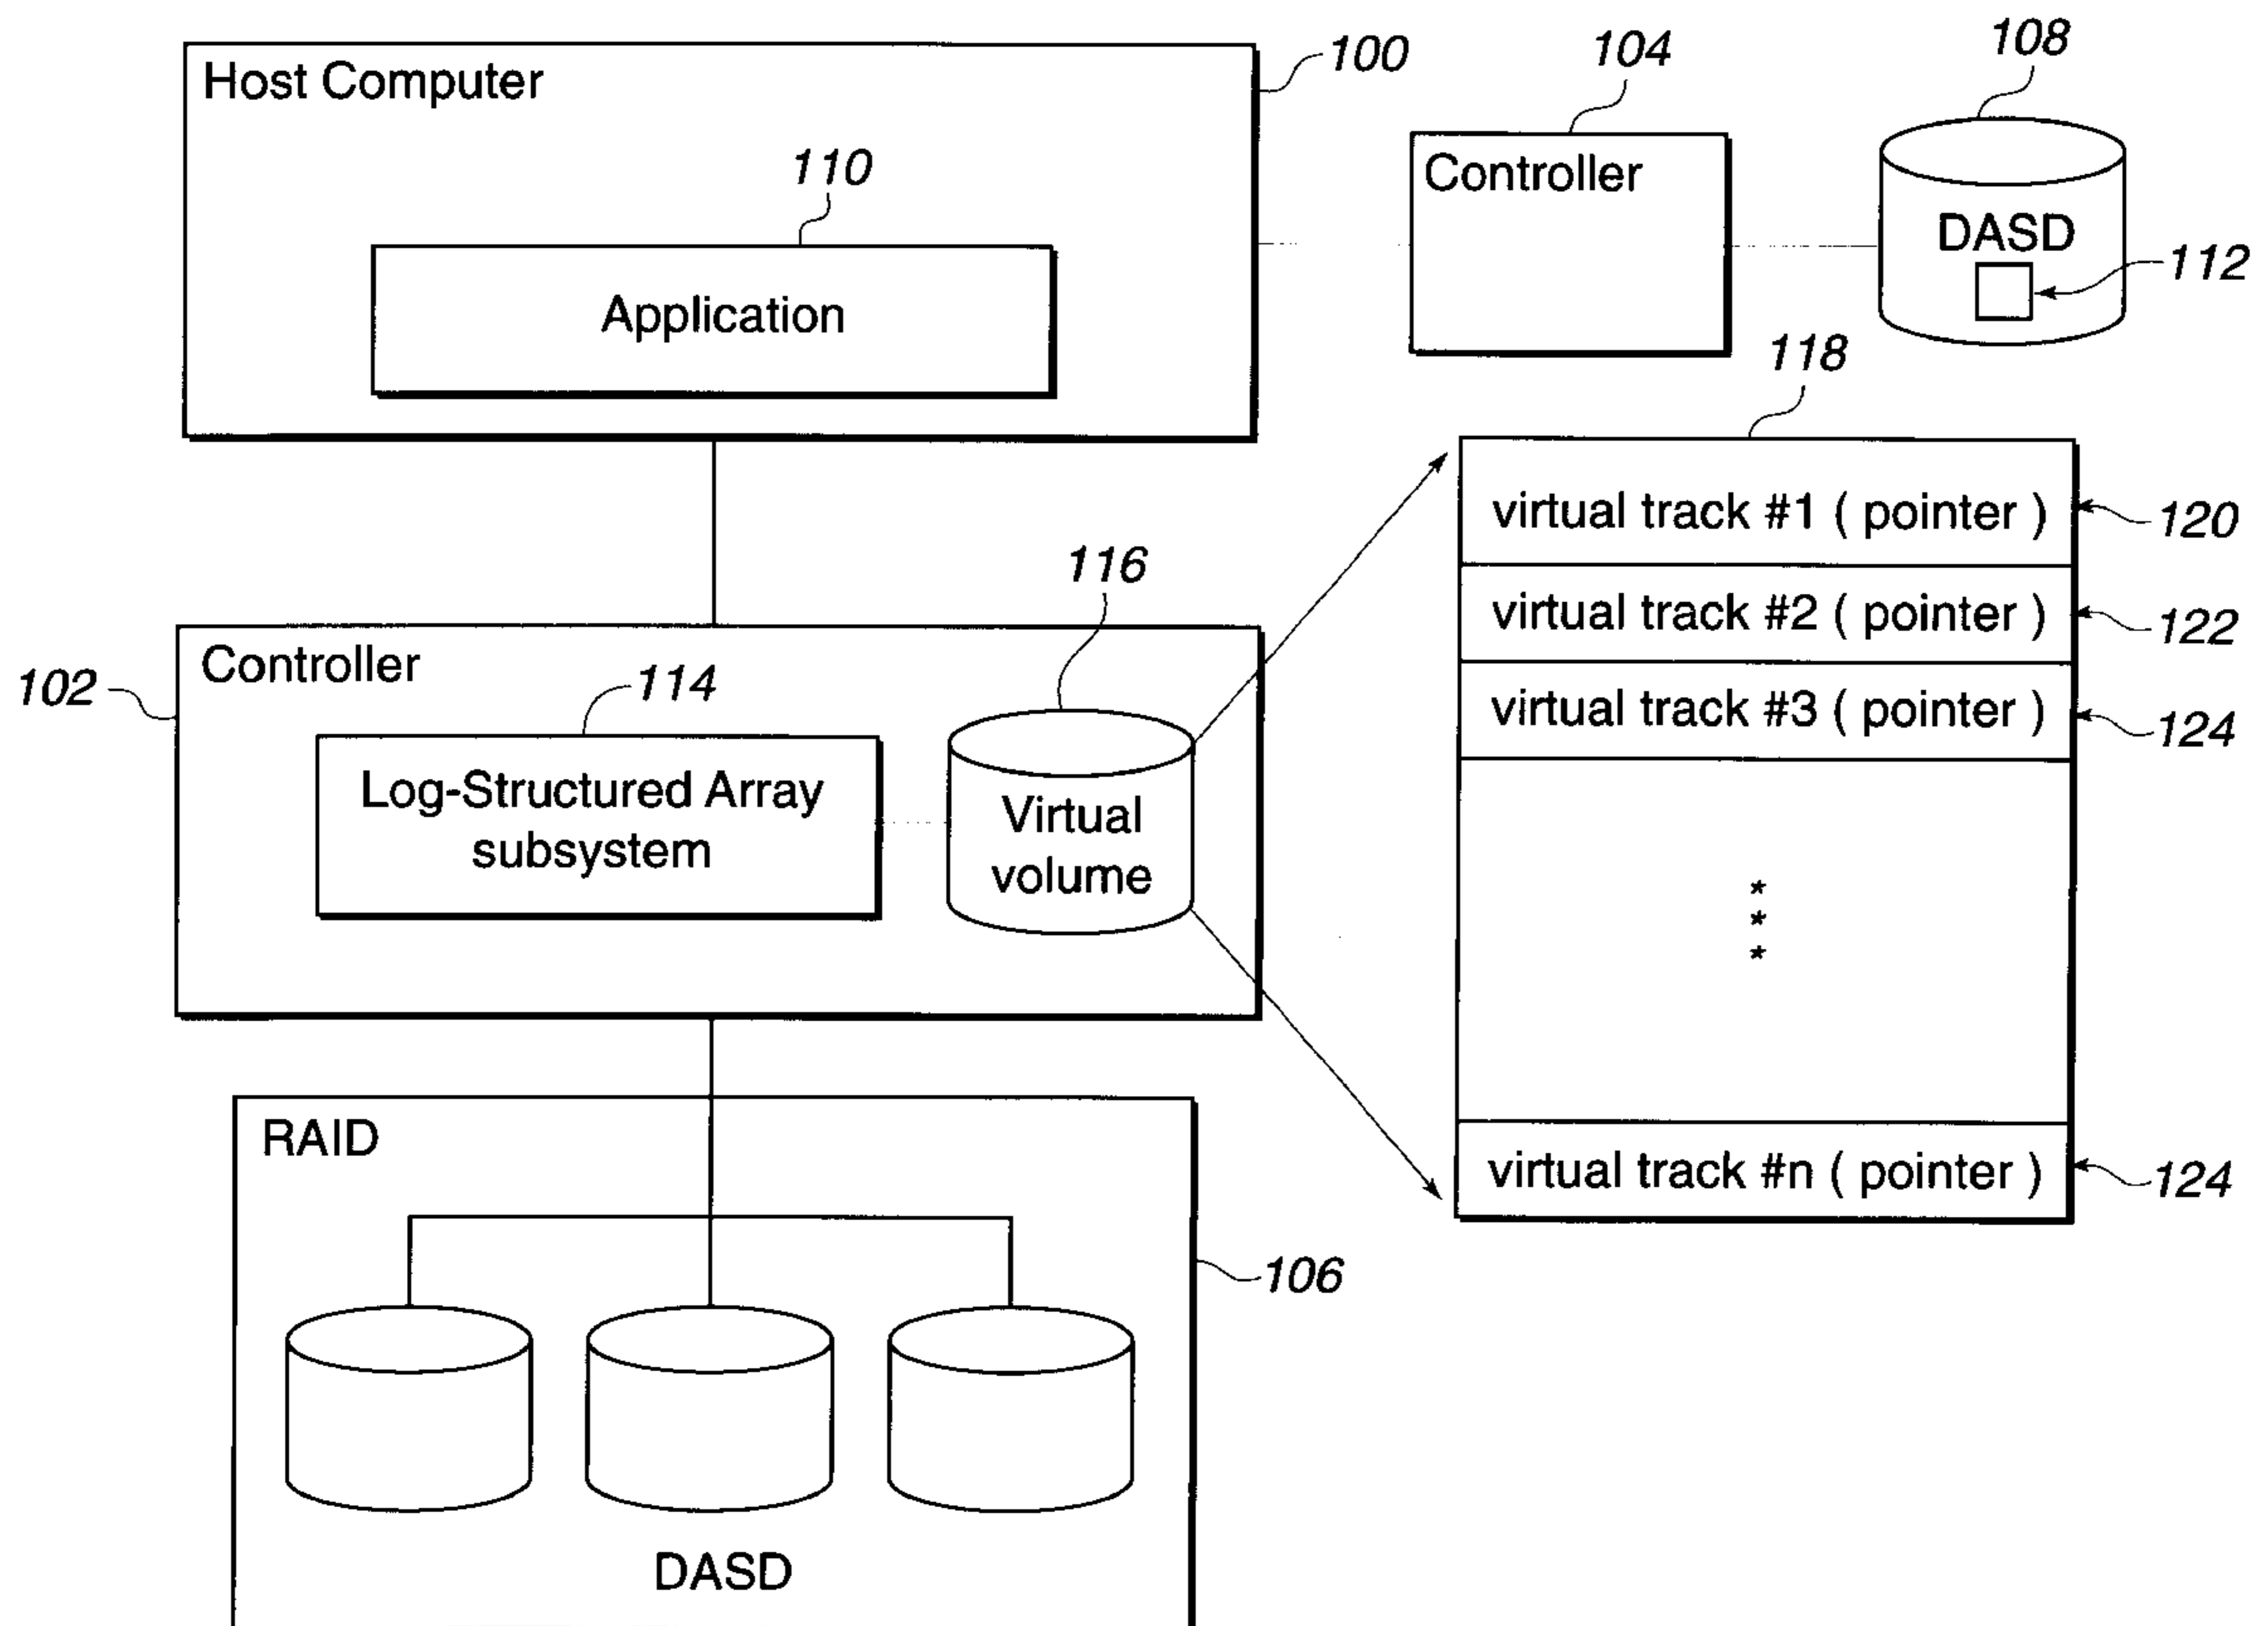 Host Computer
100
104
108
110
Application
Controller
DASD
112
118
virtual track #1 ( pointer )
120
virtual track #2 ( pointer )
122
virtual track #3 ( pointer )
124
*
*
*
virtual track #n ( pointer )
124
102
Controller
114
116
Log-Structured Array
subsystem
Virtual
volume
RAID
106
DASD